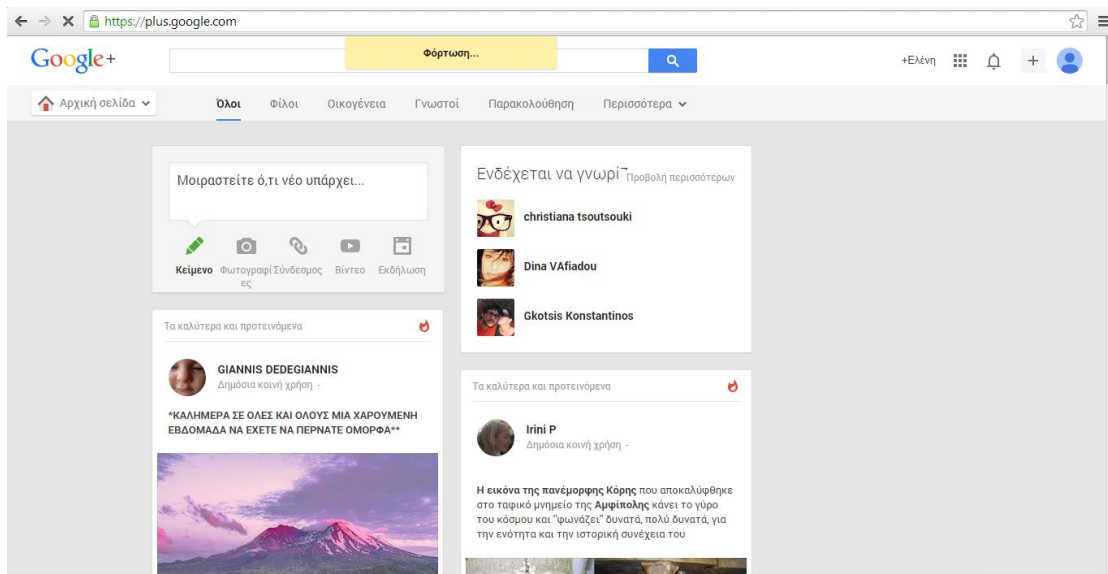 https://plus.google.com
Google+
Φόρτωση...
+Ελένη
Αρχική σελίδα
Όλοι Φίλοι Οικογένεια Γνωστοί Παρακολούθηση Περισσότερα
Μοιραστείτε ό,τι νέο υπάρχει...
Κείμενο Φωτογραφί Σύνδεσμος Βίντεο Εκδήλωση
ες
Τα καλύτερα και προτεινόμενα
GIANNIS DEDEGIANNIS
Δημόσια κοινή χρήση -
*ΚΑΛΗΜΕΡΑ ΣΕ ΟΛΕΣ ΚΑΙ ΟΛΟΥΣ ΜΙΑ ΧΑΡΟΥΜΕΝΗ
ΕΒΔΟΜΑΔΑ ΝΑ ΕΧΕΤΕ ΝΑ ΠΕΡΝΑΤΕ ΟΜΟΡΦΑ**
Ενδέχεται να γνωρί Προβολή περισσότερων
christiana tsoutsouki
Dina VAfiadou
Gkotsis Konstantinos
Τα καλύτερα και προτεινόμενα
Irini P
Δημόσια κοινή χρήση -
Η εικόνα της πανέμορφης Κόρης που αποκαλύφθηκε
στο ταφικό μνημείο της Αμφίπολης κάνει το γύρο
του κόσμου και "φωνάζει" δυνατά, πολύ δυνατά, για
την ενότητα και την ιστορική συνέχεια του